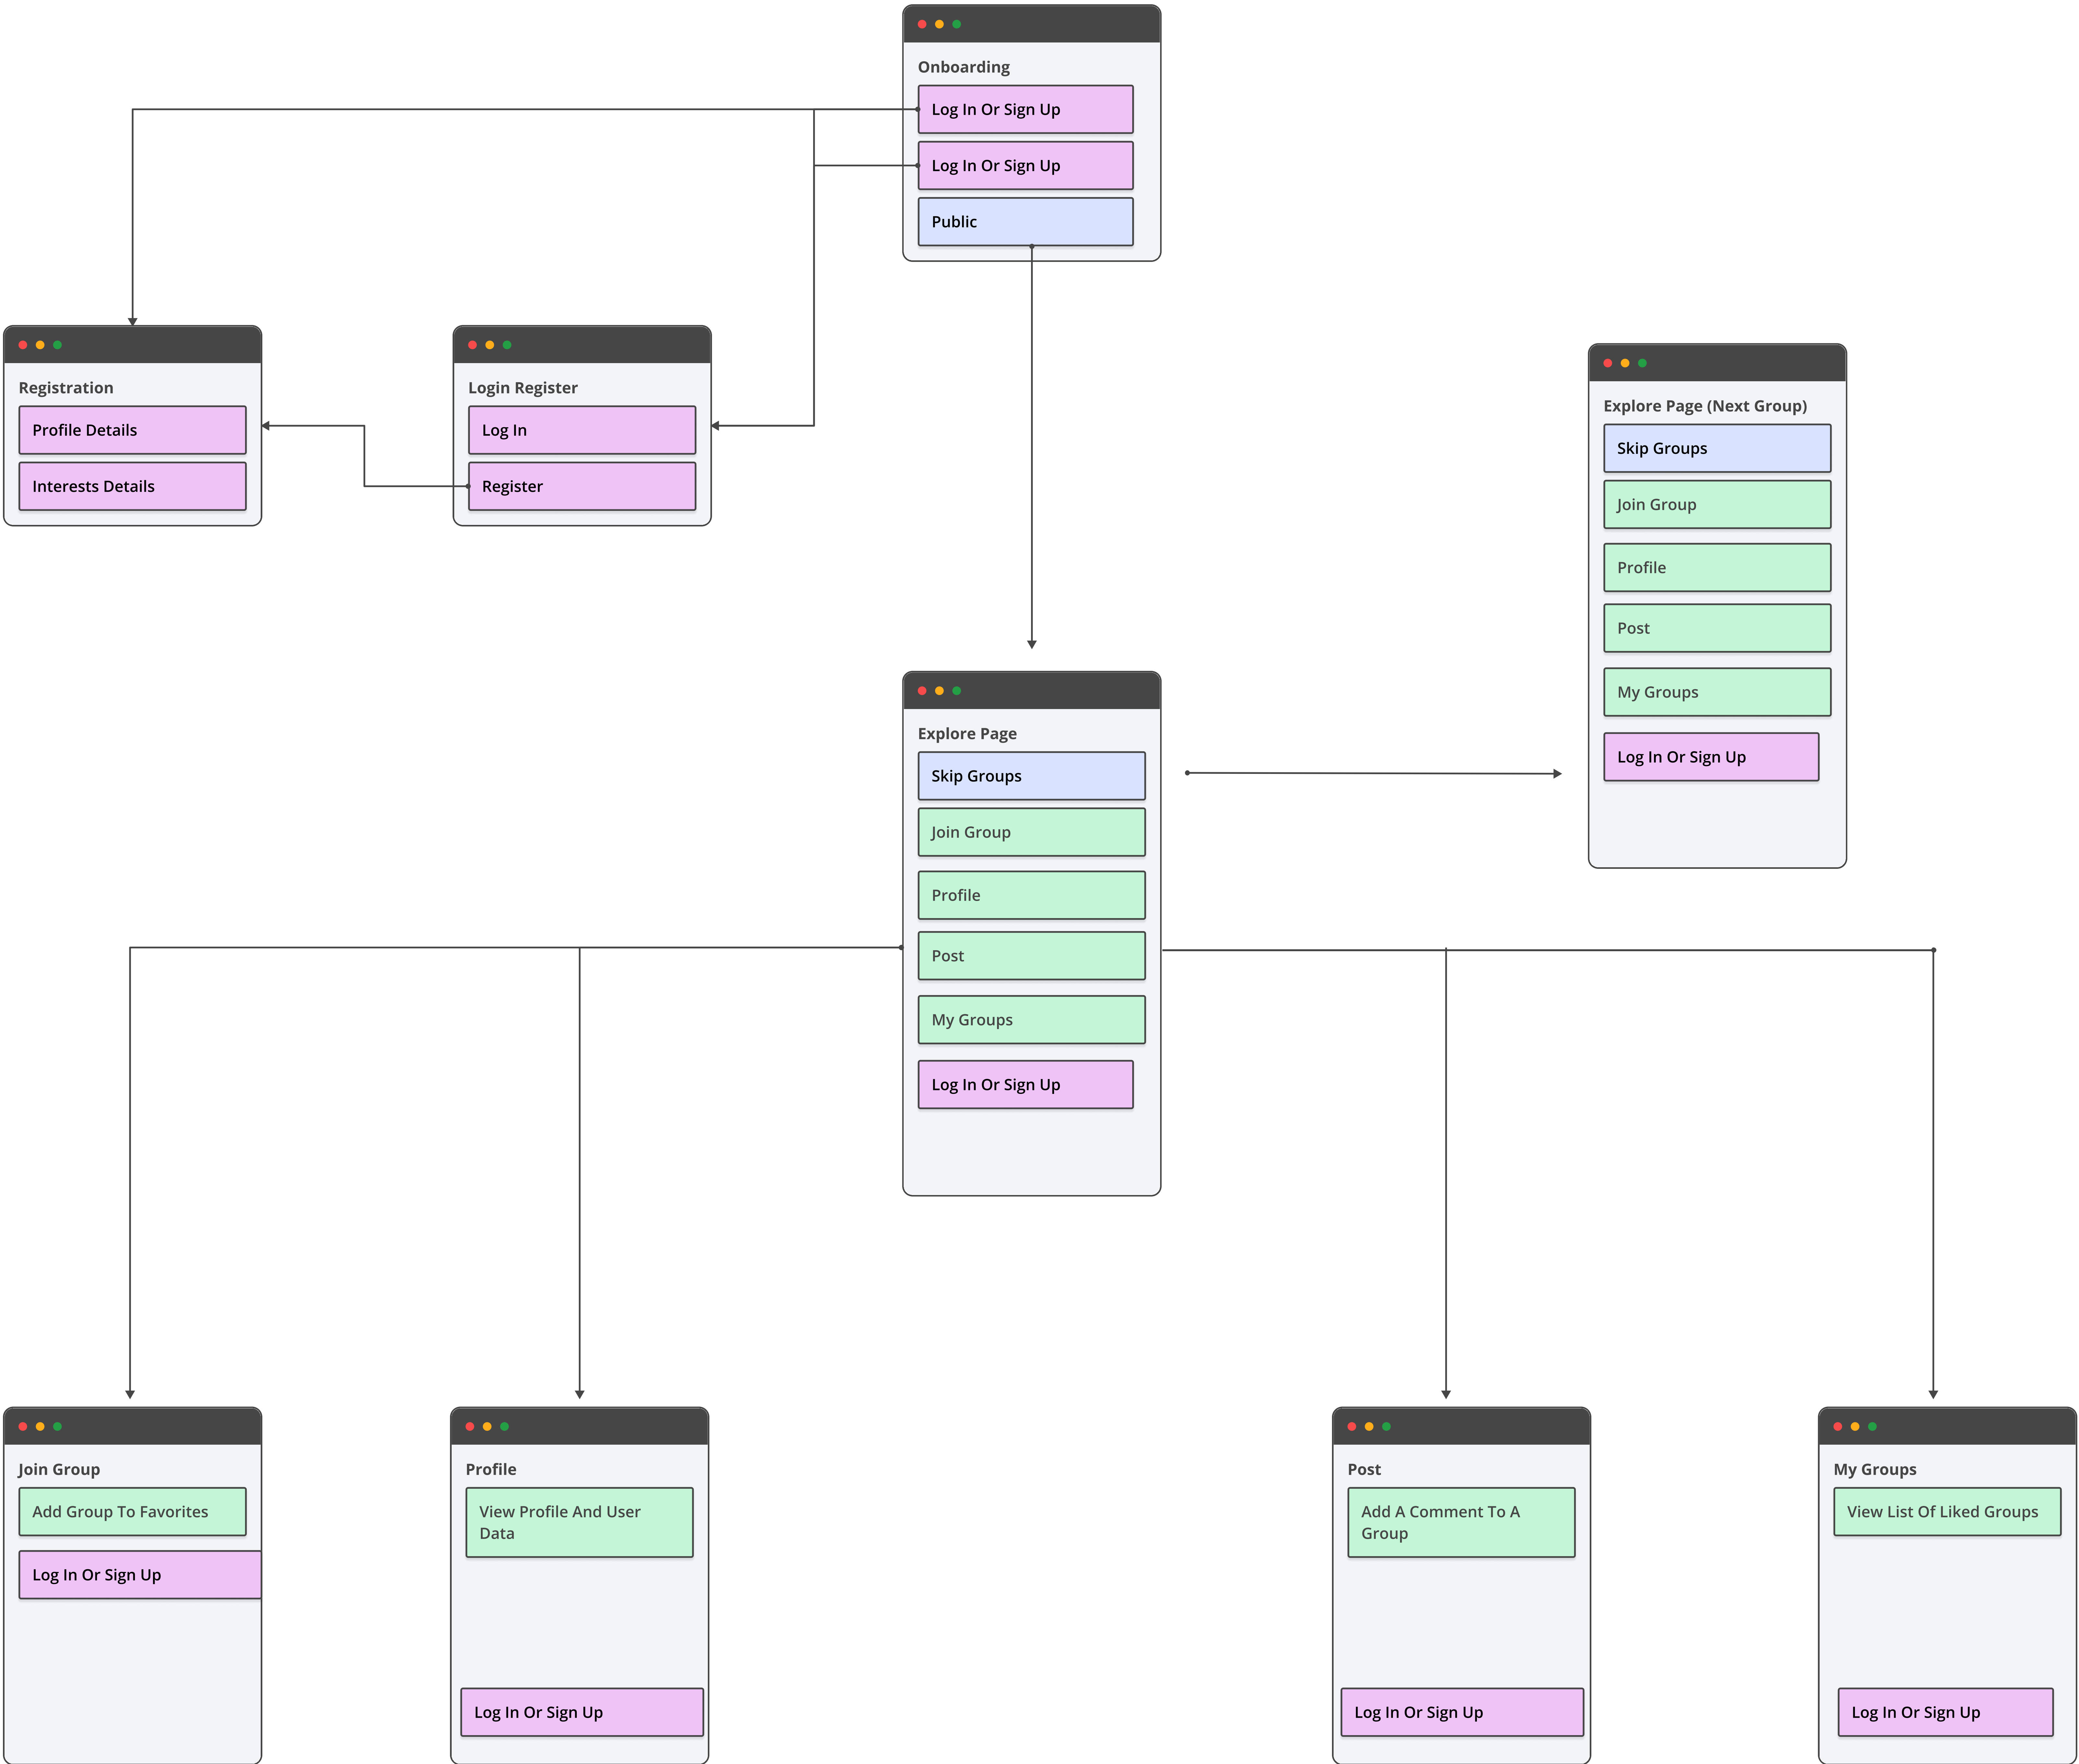 Onboarding
Log In Or Sign Up
Log In Or Sign Up
Public
Registration
Profile Details
Interests Details
Login Register
Log In
Register
Explore Page (Next Group)
Skip Groups
Join Group
Profile
Post
My Groups
Log In Or Sign Up
Explore Page
Skip Groups
Join Group
Profile
Post
My Groups
Log In Or Sign Up
Join Group
Add Group To Favorites
Log In Or Sign Up
Profile
View Profile And User
Data
Log In Or Sign Up
Post
Add A Comment To A
Group
Log In Or Sign Up
My Groups
View List Of Liked Groups
Log In Or Sign Up